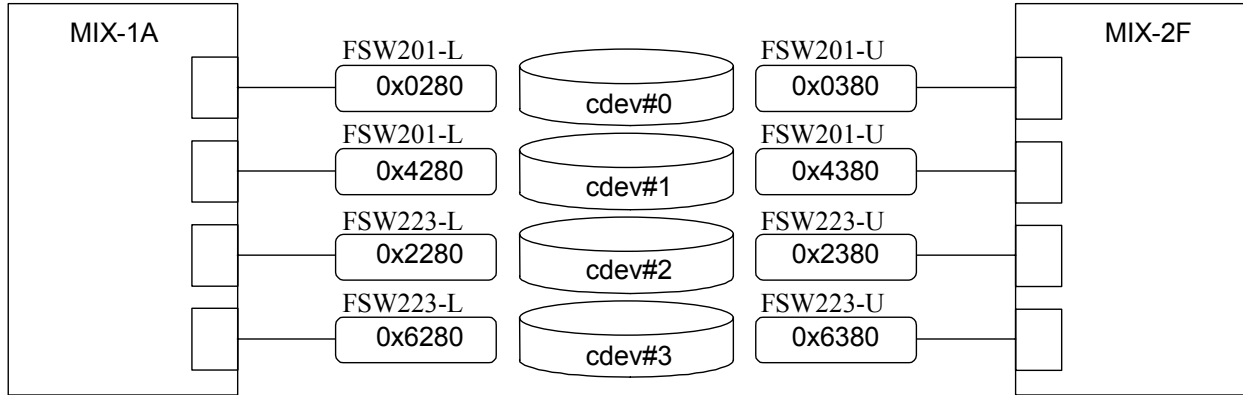 MIX-1A
MIX-2F
FSW201-L
FSW201-U
0x0280
cdev#0
0x0380
FSW201-L
FSW201-U
0x4280
cdev#1
0x4380
FSW223-L
FSW223-U
0x2280
cdev#2
0x2380
FSW223-L
FSW223-U
0x6280
cdev#3
0x6380